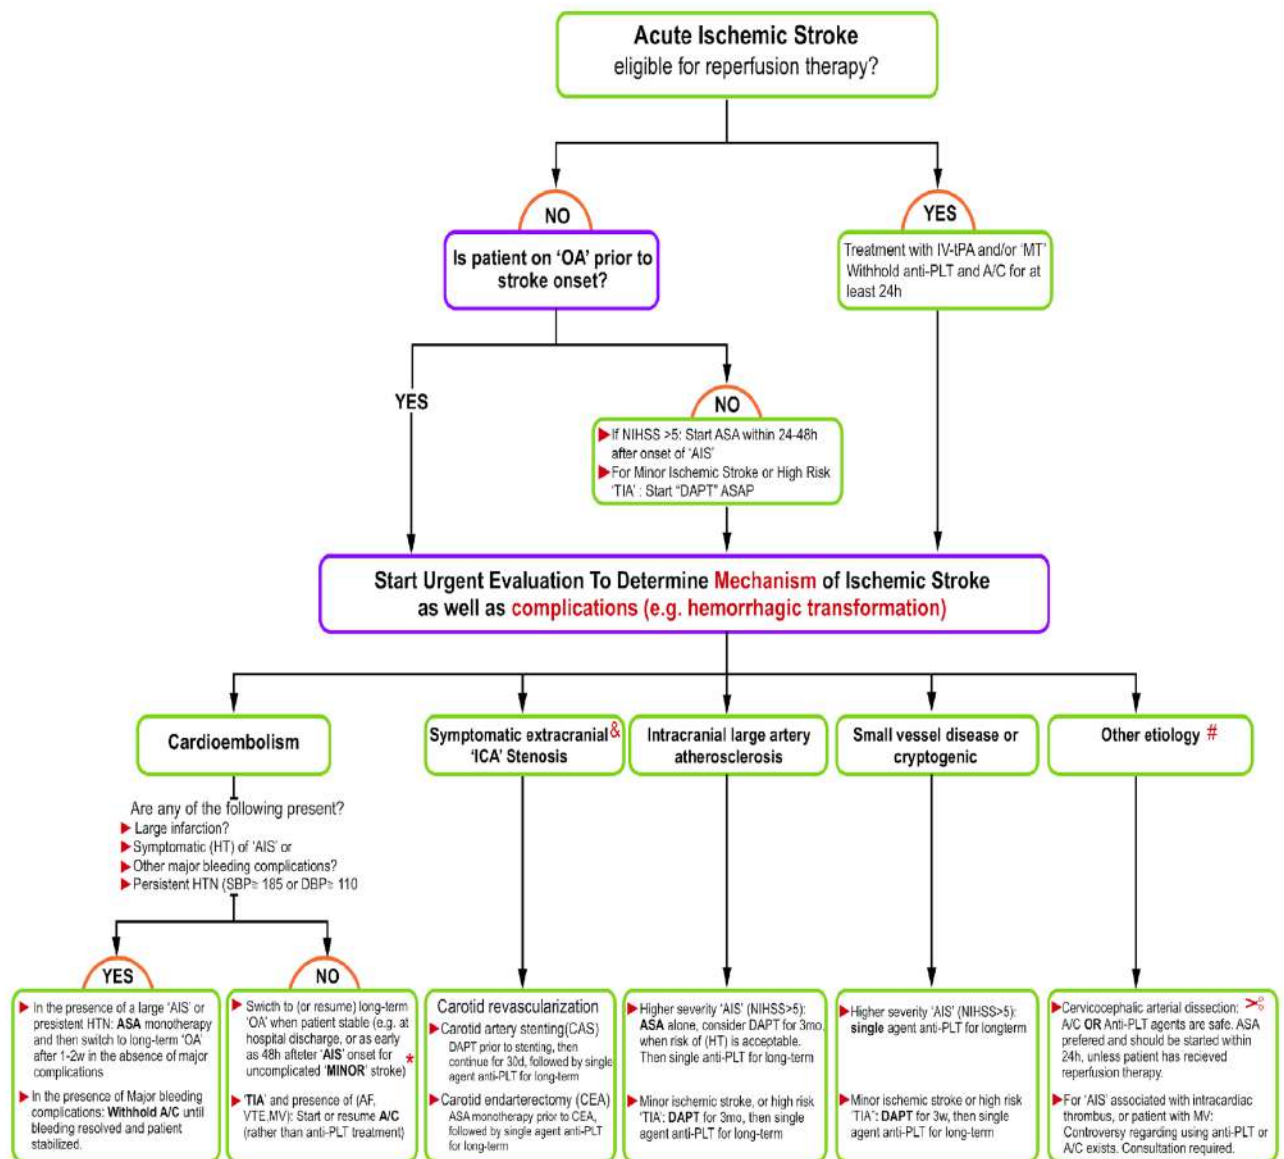 Acute Ischemic Stroke
eligible for reperfusion therapy?
NO
YES
Is patient on 'OA' prior to
stroke onset?
Treatment with IV-tPA and/or 'MT'
Withhold anti-PLT and A/C for at
least 24h
YES
NO
If NIHSS >5: Start ASA within 24-48h
after onset of 'AIS'
For Minor Ischemic Stroke or High Risk
'TIA' : Start "DAPT" ASAP
Start Urgent Evaluation To Determine Mechanism of Ischemic Stroke
as well as complications (e.g. hemorrhagic transformation)
Cardioembolism
Symptomatic extracranial &
'ICA' Stenosis
Intracranial large artery
atherosclerosis
Small vessel disease or
cryptogenic
Other etiology #
Are any of the following present?
Large infarction?
Symptomatic (HT) of 'AIS' or
Other major bleeding complications?
Persistent HTN (SBP≥ 185 or DBP≥ 110
YES
NO
In the presence of a large 'AIS' or
presistent HTN: ASA monotherapy
and then switch to long-term 'OA'
after 1-2w in the absence of major
complications
In the presence of Major bleeding
complications: Withhold A/C until
bleeding resolved and patient
stabilized.
Swicth to (or resume) long-term
'OA' when patient stable (e.g. at
hospital discharge, or as early
as 48h afteter 'AIS' onset for
uncomplicated 'MINOR' stroke) *
'TIA' and presence of (AF,
VTE,MV): Start or resume A/C
(rather than anti-PLT treatment)
Carotid revascularization
Carotid artery stenting(CAS)
DAPT prior to stenting, then
continue for 30d, followed by single
agent anti-PLT for long-term
Carotid endarterectomy (CEA)
ASA monotherapy prior to CEA,
followed by single agent anti-PLT
for long-term
Higher severity 'AIS' (NIHSS>5):
ASA alone, consider DAPT for 3mo.
when risk of (HT) is acceptable.
Then single anti-PLT for long-term
Minor ischemic stroke, or high risk
'TIA': DAPT for 3mo, then single
agent anti-PLT for long-term
Higher severity 'AIS' (NIHSS>5):
single agent anti-PLT for longterm
Minor ischemic stroke or high risk
'TIA": DAPT for 3w, then single
agent anti-PLT for long-term
Cervicocephalic arterial dissection:
A/C OR Anti-PLT agents are safe. ASA
prefered and should be started within
24h, unless patient has recieved
reperfusion therapy.
For 'AIS' associated with intracardiac
thrombus, or patient with MV:
Controversy regarding using anti-PLT or
A/C exists. Consultation required.